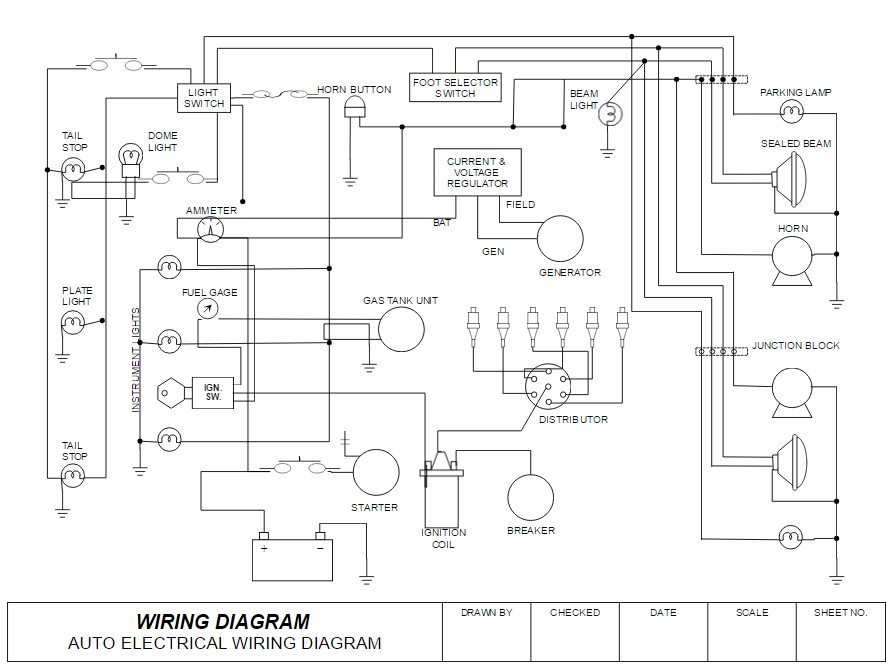 LIGHT
SWITCH
HORN BUTTON
FOOT SELECTOR
SWITCH
BEAM
LIGHT
PARKING LAMP
TAIL
STOP
DOME
LIGHT
SEALED BEAM
CURRENT &
VOLTAGE
REGULATOR
FIELD
AMMETER
BAT
HORN
GEN
GENERATOR
PLATE
LIGHT
FUEL GAGE
GAS TANK UNIT
INSTRUMENT LIGHTS
JUNCTION BLOCK
IGN.
SW.
DISTRIBUTOR
TAIL
STOP
STARTER
BREAKER
IGNITION
COIL
+
−
WIRING DIAGRAM
AUTO ELECTRICAL WIRING DIAGRAM
DRAWN BY
CHECKED
DATE
SCALE
SHEET NO.